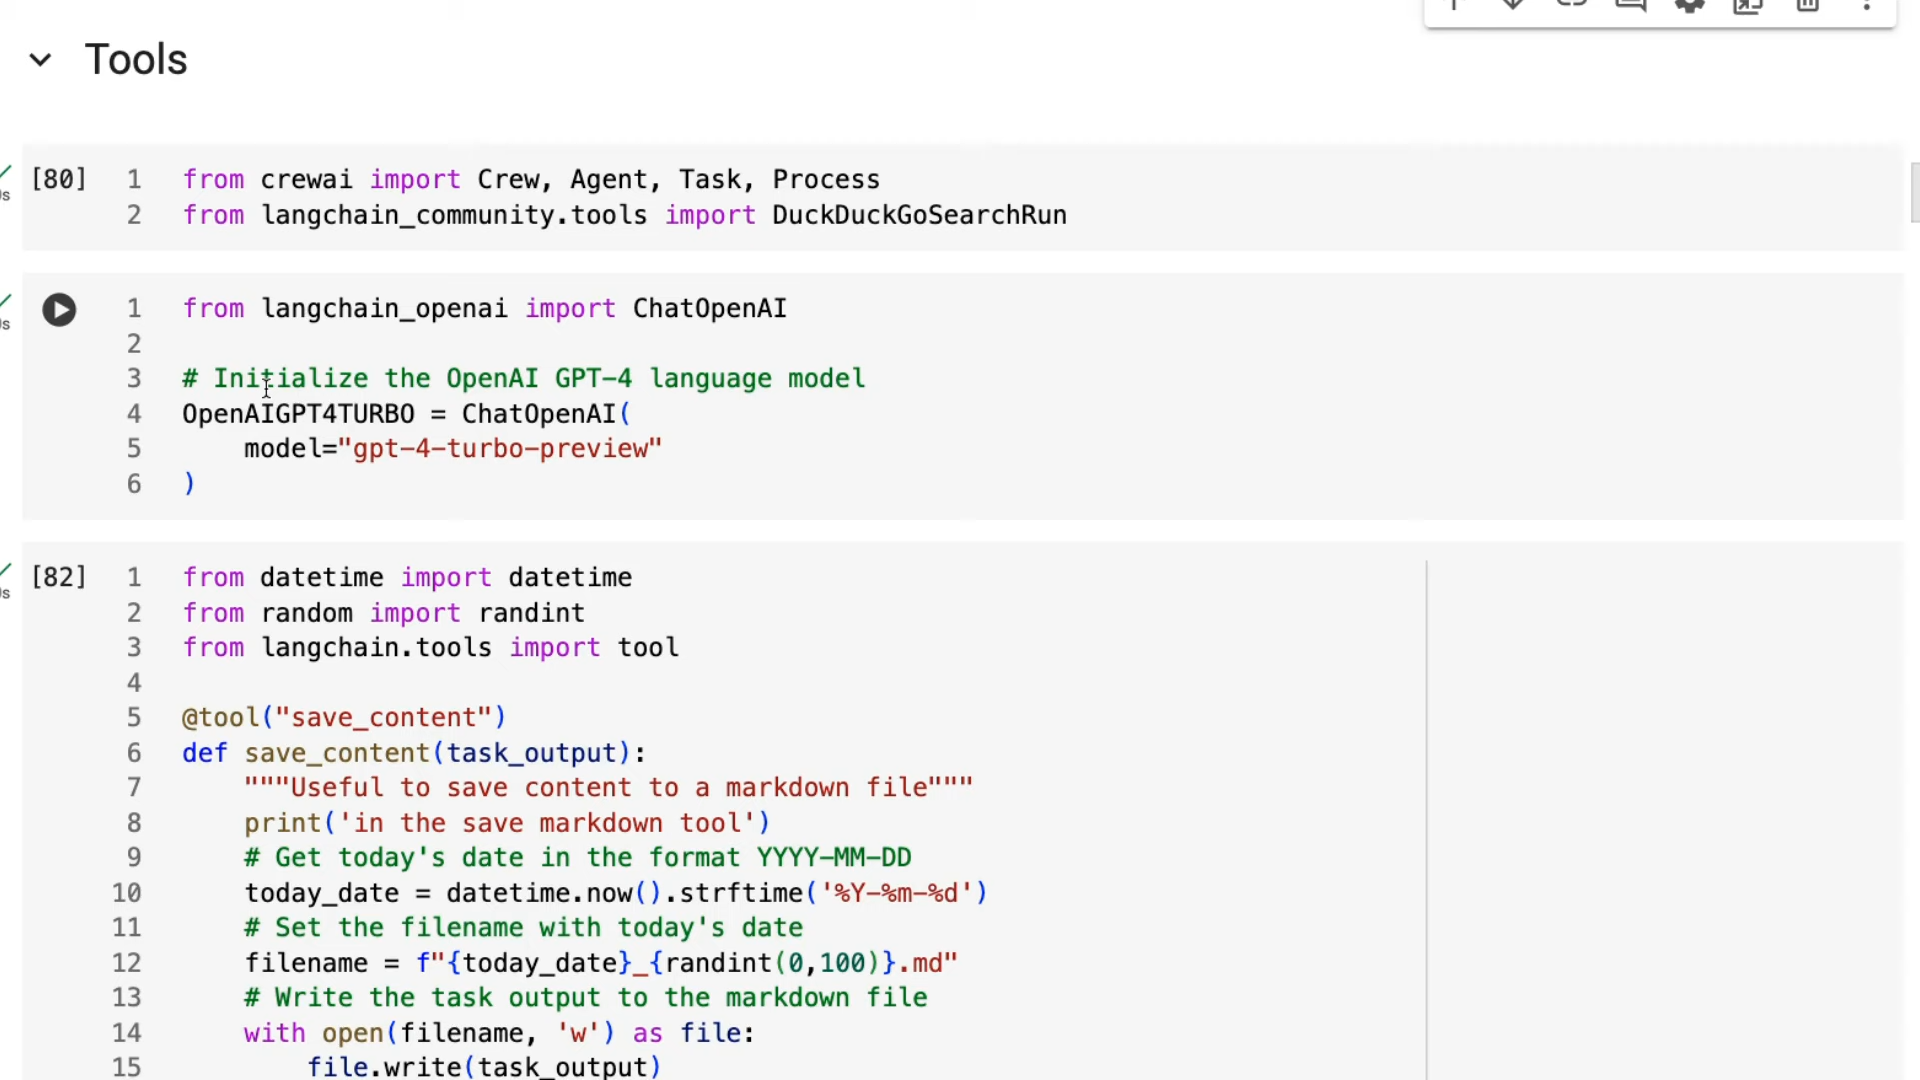 Tools
[80] 1 from crewai import Crew, Agent, Task, Process
2 from langchain_community.tools import DuckDuckGoSearchRun
1 from langchain_openai import ChatOpenAI
2
3 # Initialize the OpenAI GPT-4 language model
4 OpenAIGPT4TURBO = ChatOpenAI(
5     model="gpt-4-turbo-preview"
6 )
[82] 1 from datetime import datetime
2 from random import randint
3 from langchain.tools import tool
4
5 @tool("save_content")
6 def save_content(task_output):
7     """Useful to save content to a markdown file"""
8     print('in the save markdown tool')
9     # Get today's date in the format YYYY-MM-DD
10     today_date = datetime.now().strftime('%Y-%m-%d')
11     # Set the filename with today's date
12     filename = f"{today_date}_{randint(0,100)}.md"
13     # Write the task output to the markdown file
14     with open(filename, 'w') as file:
15         file.write(task_output)